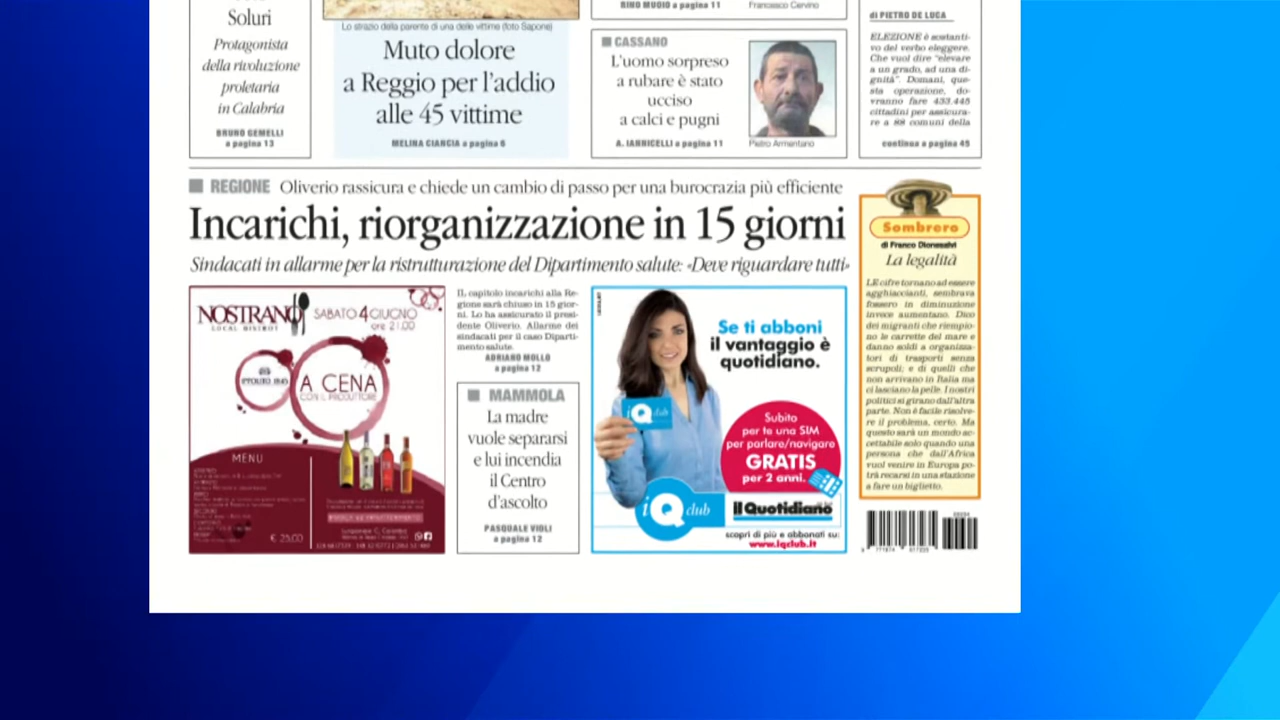 Soluri
Protagonista
della rivoluzione
proletaria
in Calabria
BRUNO GEMELLI
a pagina 13
Lo strazio della parente di una delle vittime (foto Sapone)
Muto dolore
a Reggio per l'addio
alle 45 vittime
MELINA CIANCIA a pagina 6
RINO MUOIO a pagina 11
Francesco Cervino
CASSANO
L'uomo sorpreso
a rubare è stato
ucciso
a calci e pugni
A. IANNICELLI a pagina 11
Pietro Armentano
di PIETRO DE LUCA
ELEZIONE è sostanti-
vo del verbo eleggere.
Che vuol dire "elevare
a un grado, ad una di-
gnità". Domani, que-
sta operazione, do-
vranno fare 433.445
cittadini per assicura-
re a 88 comuni della
continua a pagina 45
REGIONE Oliverio rassicura e chiede un cambio di passo per una burocrazia più efficiente
Incarichi, riorganizzazione in 15 giorni
Sindacati in allarme per la ristrutturazione del Dipartimento salute: «Deve riguardare tutti»
NOSTRANO
LOCAL BISTROT
SABATO 4 GIUGNO
ore 21.00
A CENA
CON IL PRODUTTORE
MENU
€ 25,00
IL capitolo incarichi alla Re-
gione sarà chiuso in 15 gior-
ni. Lo ha assicurato il presi-
dente Oliverio. Allarme dei
sindacati per il caso Diparti-
mento salute.
ADRIANO MOLLO
a pagina 12
MAMMOLA
La madre
vuole separarsi
e lui incendia
il Centro
d'ascolto
PASQUALE VIOLI
a pagina 12
Se ti abboni
il vantaggio è
quotidiano.
iQ club
Subito
per te una SIM
per parlare/navigare
GRATIS
per 2 anni.
iQ club
il Quotidiano
scopri di più e abbonati su:
www.iqclub.it
Sombrero
di Franco Dionesalvi
La legalità
LE cifre tornano ad essere
agghiaccianti, sembrava
fossero in diminuzione
invece aumentano. Dico
dei migranti che riempio-
no le carrette del mare e
danno soldi a organizza-
tori di trasporti senza
scrupoli; e di quelli che
non arrivano in Italia ma
ci lasciano la pelle. I nostri
politici si girano dall'altra
parte. Non è facile risolve-
re il problema, certo. Ma
questo sarà un mondo ac-
cettabile solo quando una
persona che dall'Africa
vuol venire in Europa po-
trà recarsi in una stazione
a fare un biglietto.